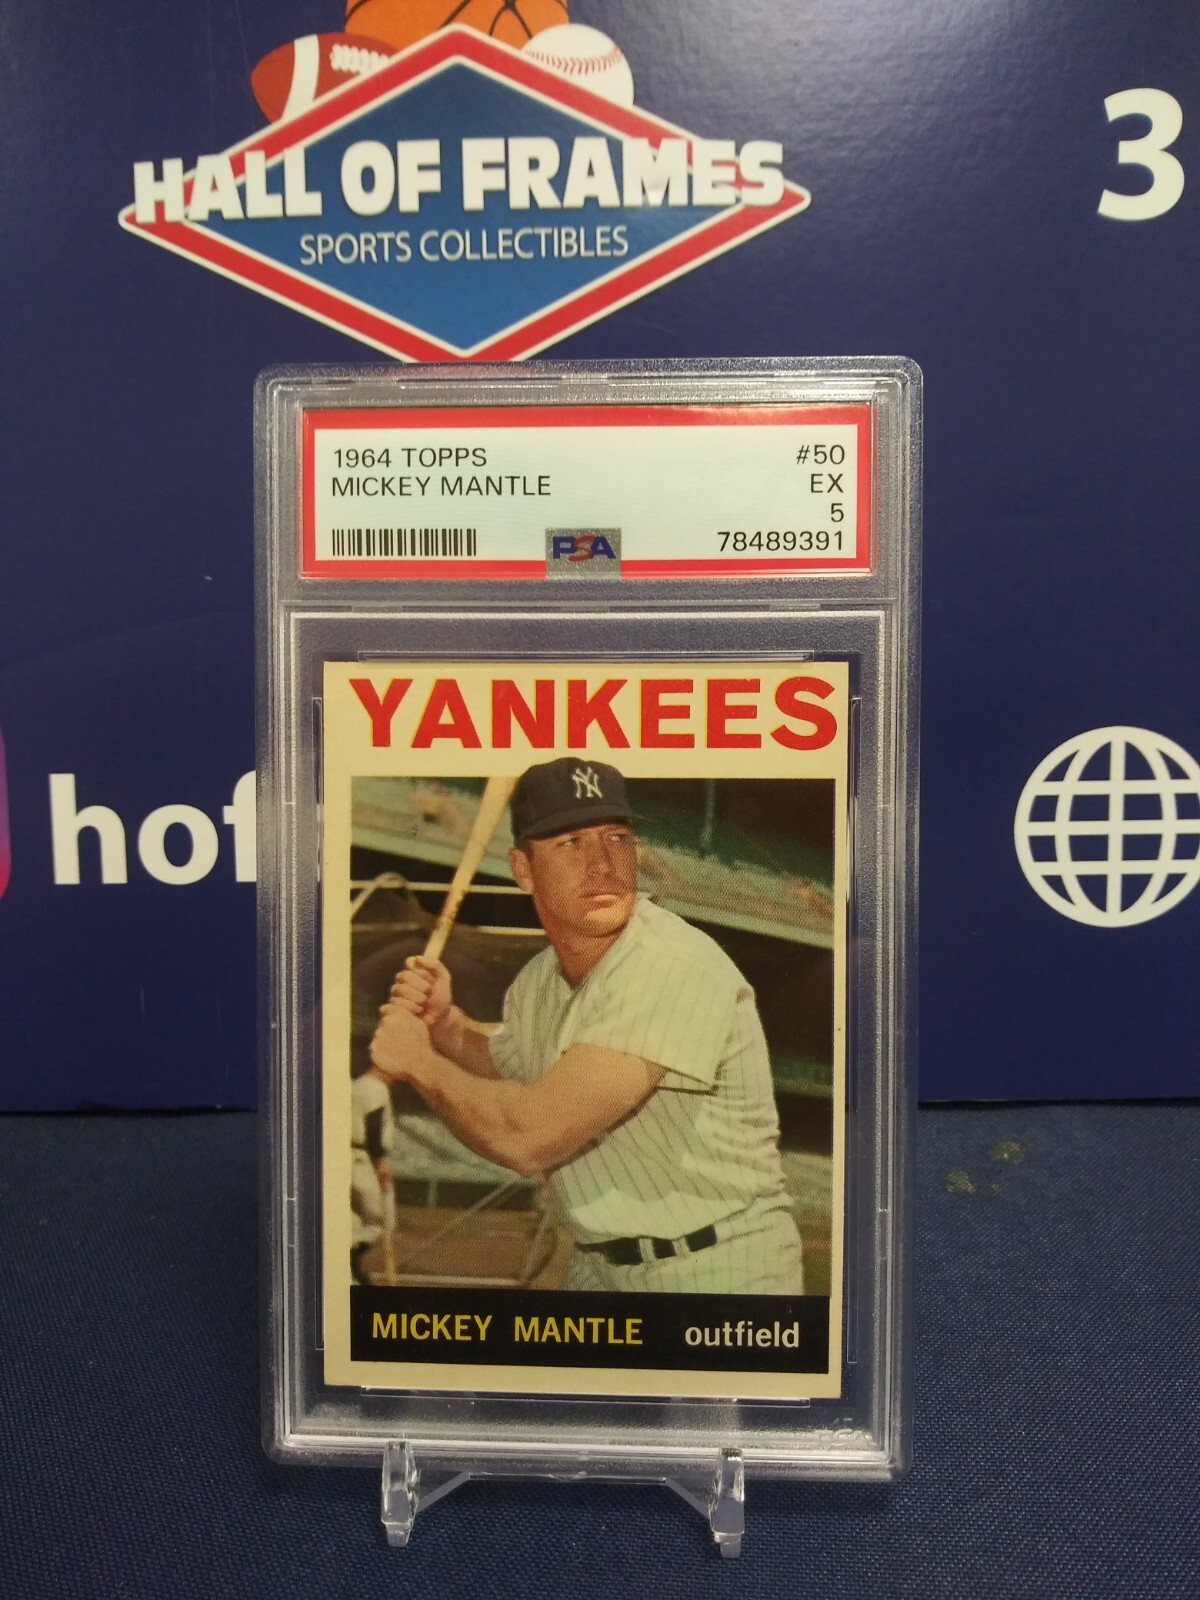 HALL OF FRAMES
SPORTS COLLECTIBLES
3
1964 TOPPS #50
MICKEY MANTLE EX
5
PSA 78489391
hof
YANKEES
NY
MICKEY MANTLE outfield